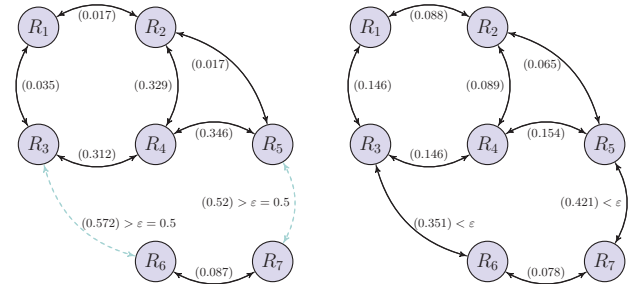 (0.017)
R1 R2
(0.035) (0.329) (0.017)
(0.312) (0.346)
R3 R4 R5
(0.572) > ε = 0.5 (0.52) > ε = 0.5
R6 (0.087) R7
(0.088)
R1 R2
(0.146) (0.089) (0.065)
(0.146) (0.154)
R3 R4 R5
(0.351) < ε (0.421) < ε
R6 (0.078) R7